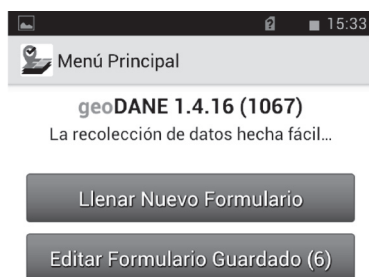 15:33
Menú Principal
geoDANE 1.4.16 (1067)
La recolección de datos hecha fácil...
Llenar Nuevo Formulario
Editar Formulario Guardado (6)